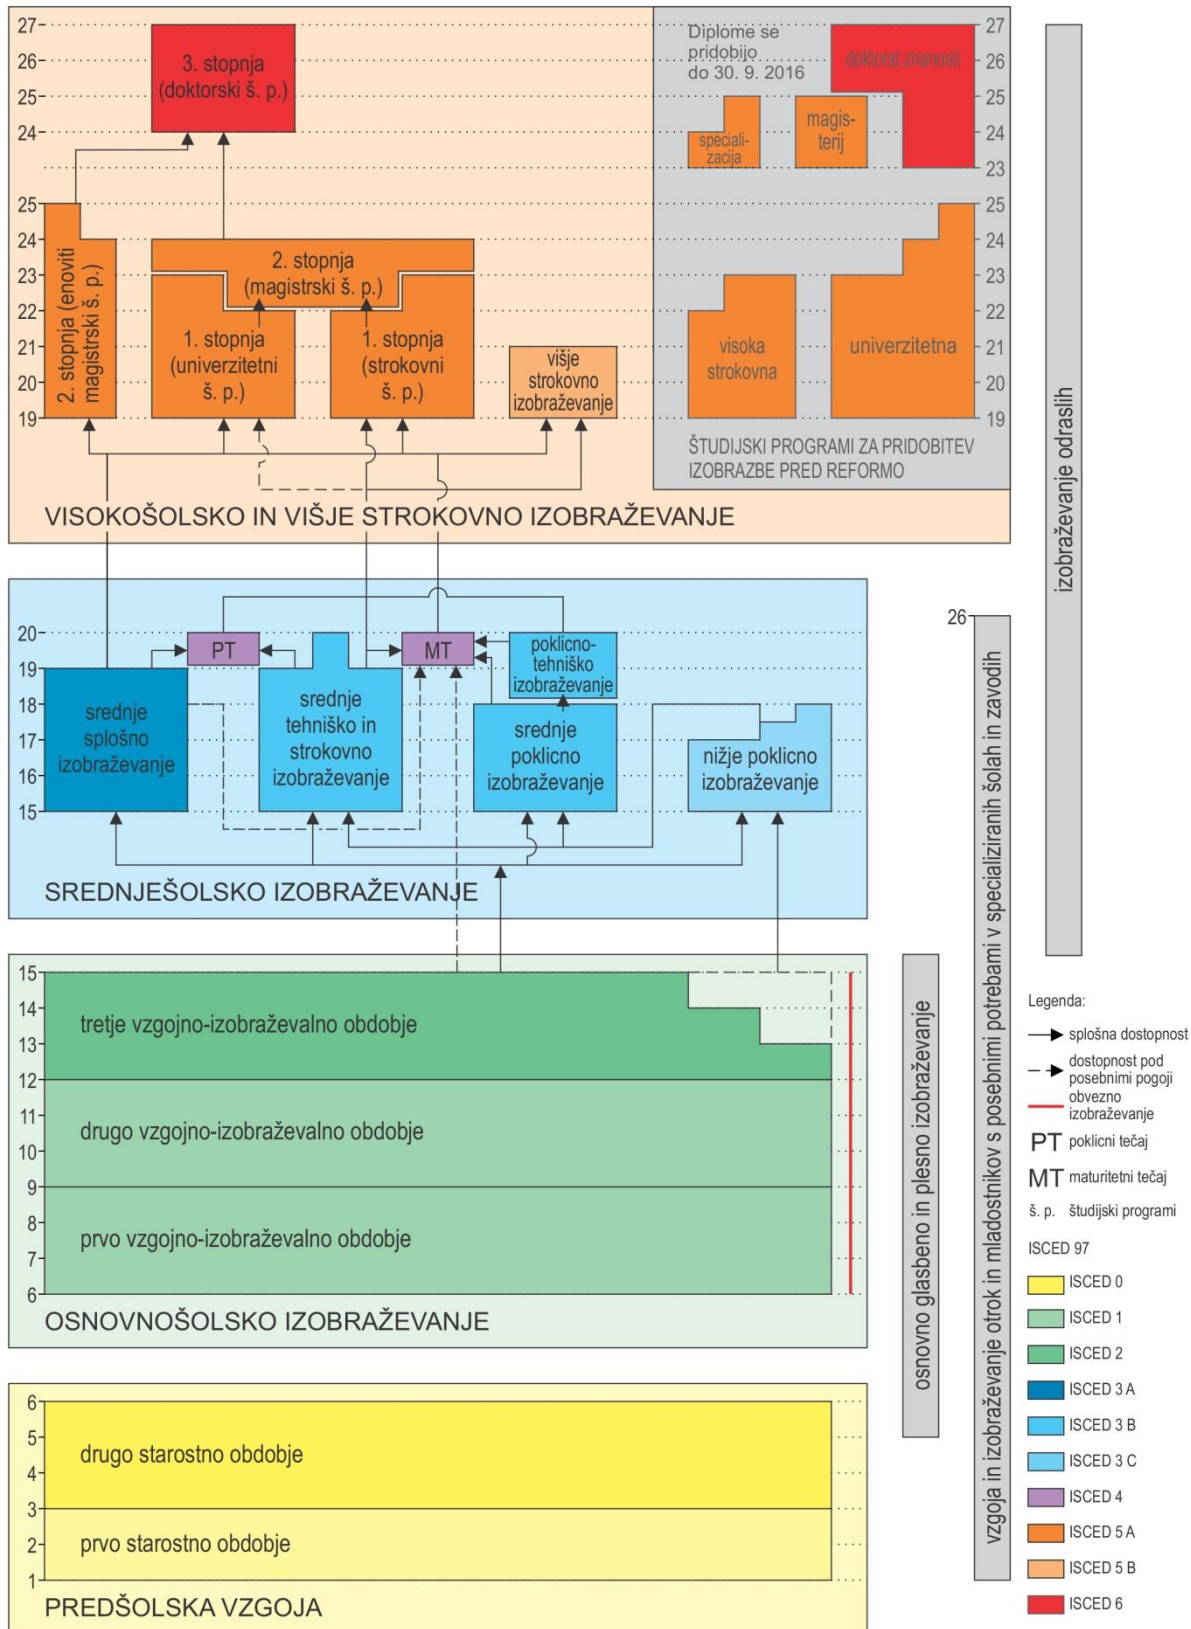 27
26
25
24
25
24
23
22
21
20
19
3. stopnja
(doktorski š. p.)
2. stopnja (enoviti
magistrski š. p.)
2. stopnja
(magistrski š. p.)
1. stopnja
(univerzitetni
š. p.)
1. stopnja
(strokovni
š. p.)
višje
strokovno
izobraževanje
Diplome se
pridobijo
do 30. 9. 2016
doktorat znanosti
speciali-
zacija
magis-
terij
visoka
strokovna
univerzitetna
27
26
25
24
23
25
24
23
22
21
20
19
ŠTUDIJSKI PROGRAMI ZA PRIDOBITEV
IZOBRAZBE PRED REFORMO
VISOKOŠOLSKO IN VIŠJE STROKOVNO IZOBRAŽEVANJE
20
19
18
17
16
15
PT
MT
poklicno-
tehniško
izobraževanje
srednje
splošno
izobraževanje
srednje
tehniško in
strokovno
izobraževanje
srednje
poklicno
izobraževanje
nižje poklicno
izobraževanje
SREDNJEŠOLSKO IZOBRAŽEVANJE
15
14
13
12
11
10
9
8
7
6
tretje vzgojno-izobraževalno obdobje
drugo vzgojno-izobraževalno obdobje
prvo vzgojno-izobraževalno obdobje
OSNOVNOŠOLSKO IZOBRAŽEVANJE
6
5
4
3
2
1
drugo starostno obdobje
prvo starostno obdobje
PREDŠOLSKA VZGOJA
osnovno glasbeno in plesno izobraževanje
26
vzgoja in izobraževanje otrok in mladostnikov s posebnimi potrebami v specializiranih šolah in zavodih
izobraževanje odraslih
Legenda:
splošna dostopnost
dostopnost pod
posebnimi pogoji
obvezno
izobraževanje
PT poklicni tečaj
MT maturitetni tečaj
š. p. študijski programi
ISCED 97
ISCED 0
ISCED 1
ISCED 2
ISCED 3 A
ISCED 3 B
ISCED 3 C
ISCED 4
ISCED 5 A
ISCED 5 B
ISCED 6